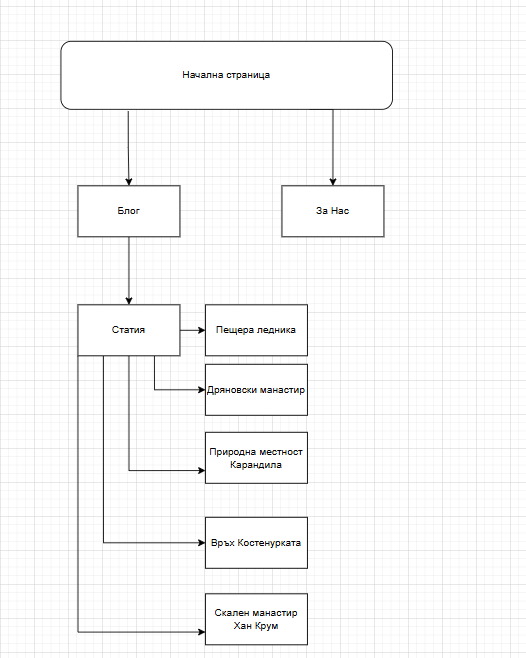 Начална страница
Блог
За Нас
Статия
Пещера ледника
Дряновски манастир
Природна местност
Карандила
Връх Костенурката
Скален манастир
Хан Крум